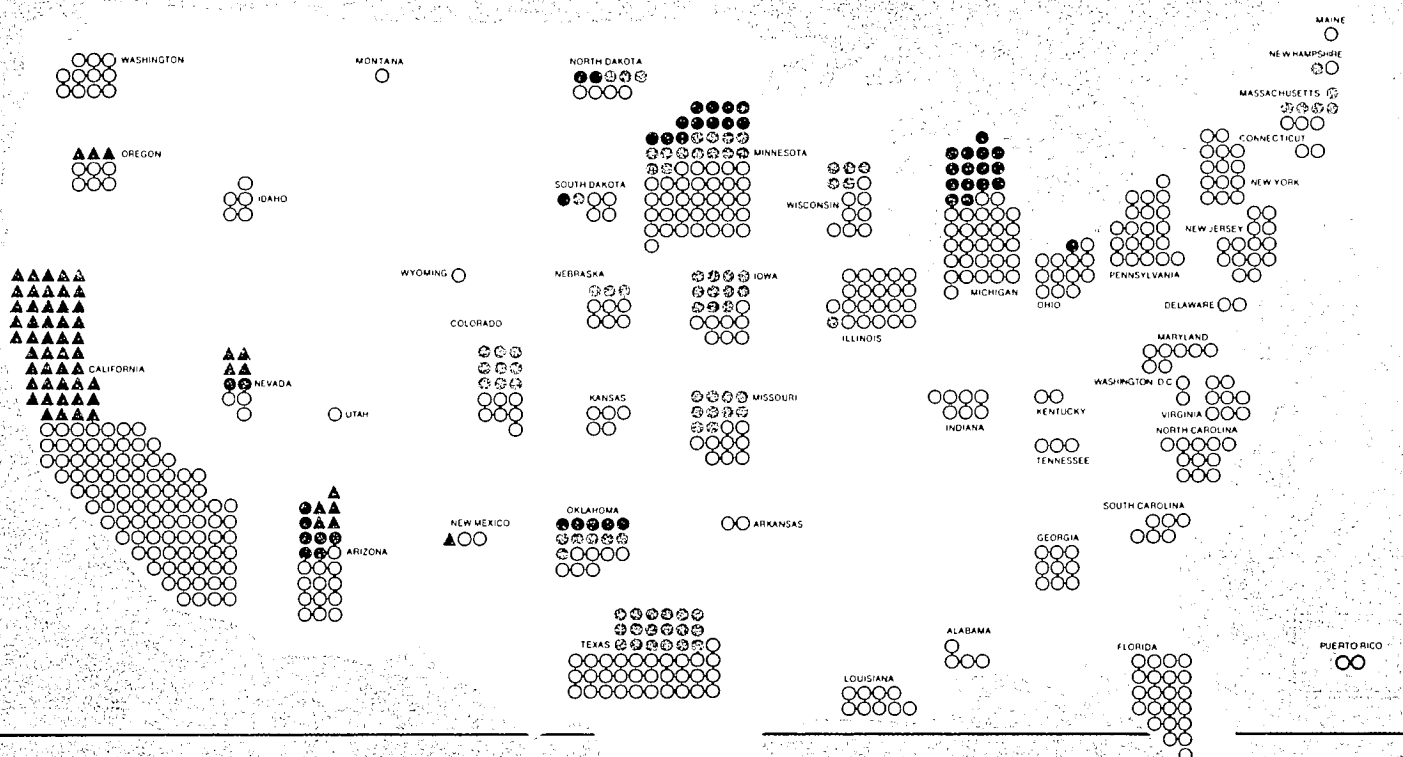 MAINE
NEW HAMPSHIRE
WASHINGTON
MONTANA
NORTH DAKOTA
MASSACHUSETTS
CONNECTICUT
OREGON
MINNESOTA
NEW YORK
SOUTH DAKOTA
IDAHO
WISCONSIN
NEW JERSEY
WYOMING
NEBRASKA
IOWA
PENNSYLVANIA
MICHIGAN
OHIO
DELAWARE
COLORADO
ILLINOIS
MARYLAND
CALIFORNIA
NEVADA
WASHINGTON D.C.
KANSAS
MISSOURI
UTAH
KENTUCKY
VIRGINIA
INDIANA
NORTH CAROLINA
TENNESSEE
SOUTH CAROLINA
OKLAHOMA
NEW MEXICO
ARKANSAS
GEORGIA
ARIZONA
ALABAMA
TEXAS
FLORIDA
PUERTO RICO
LOUISIANA